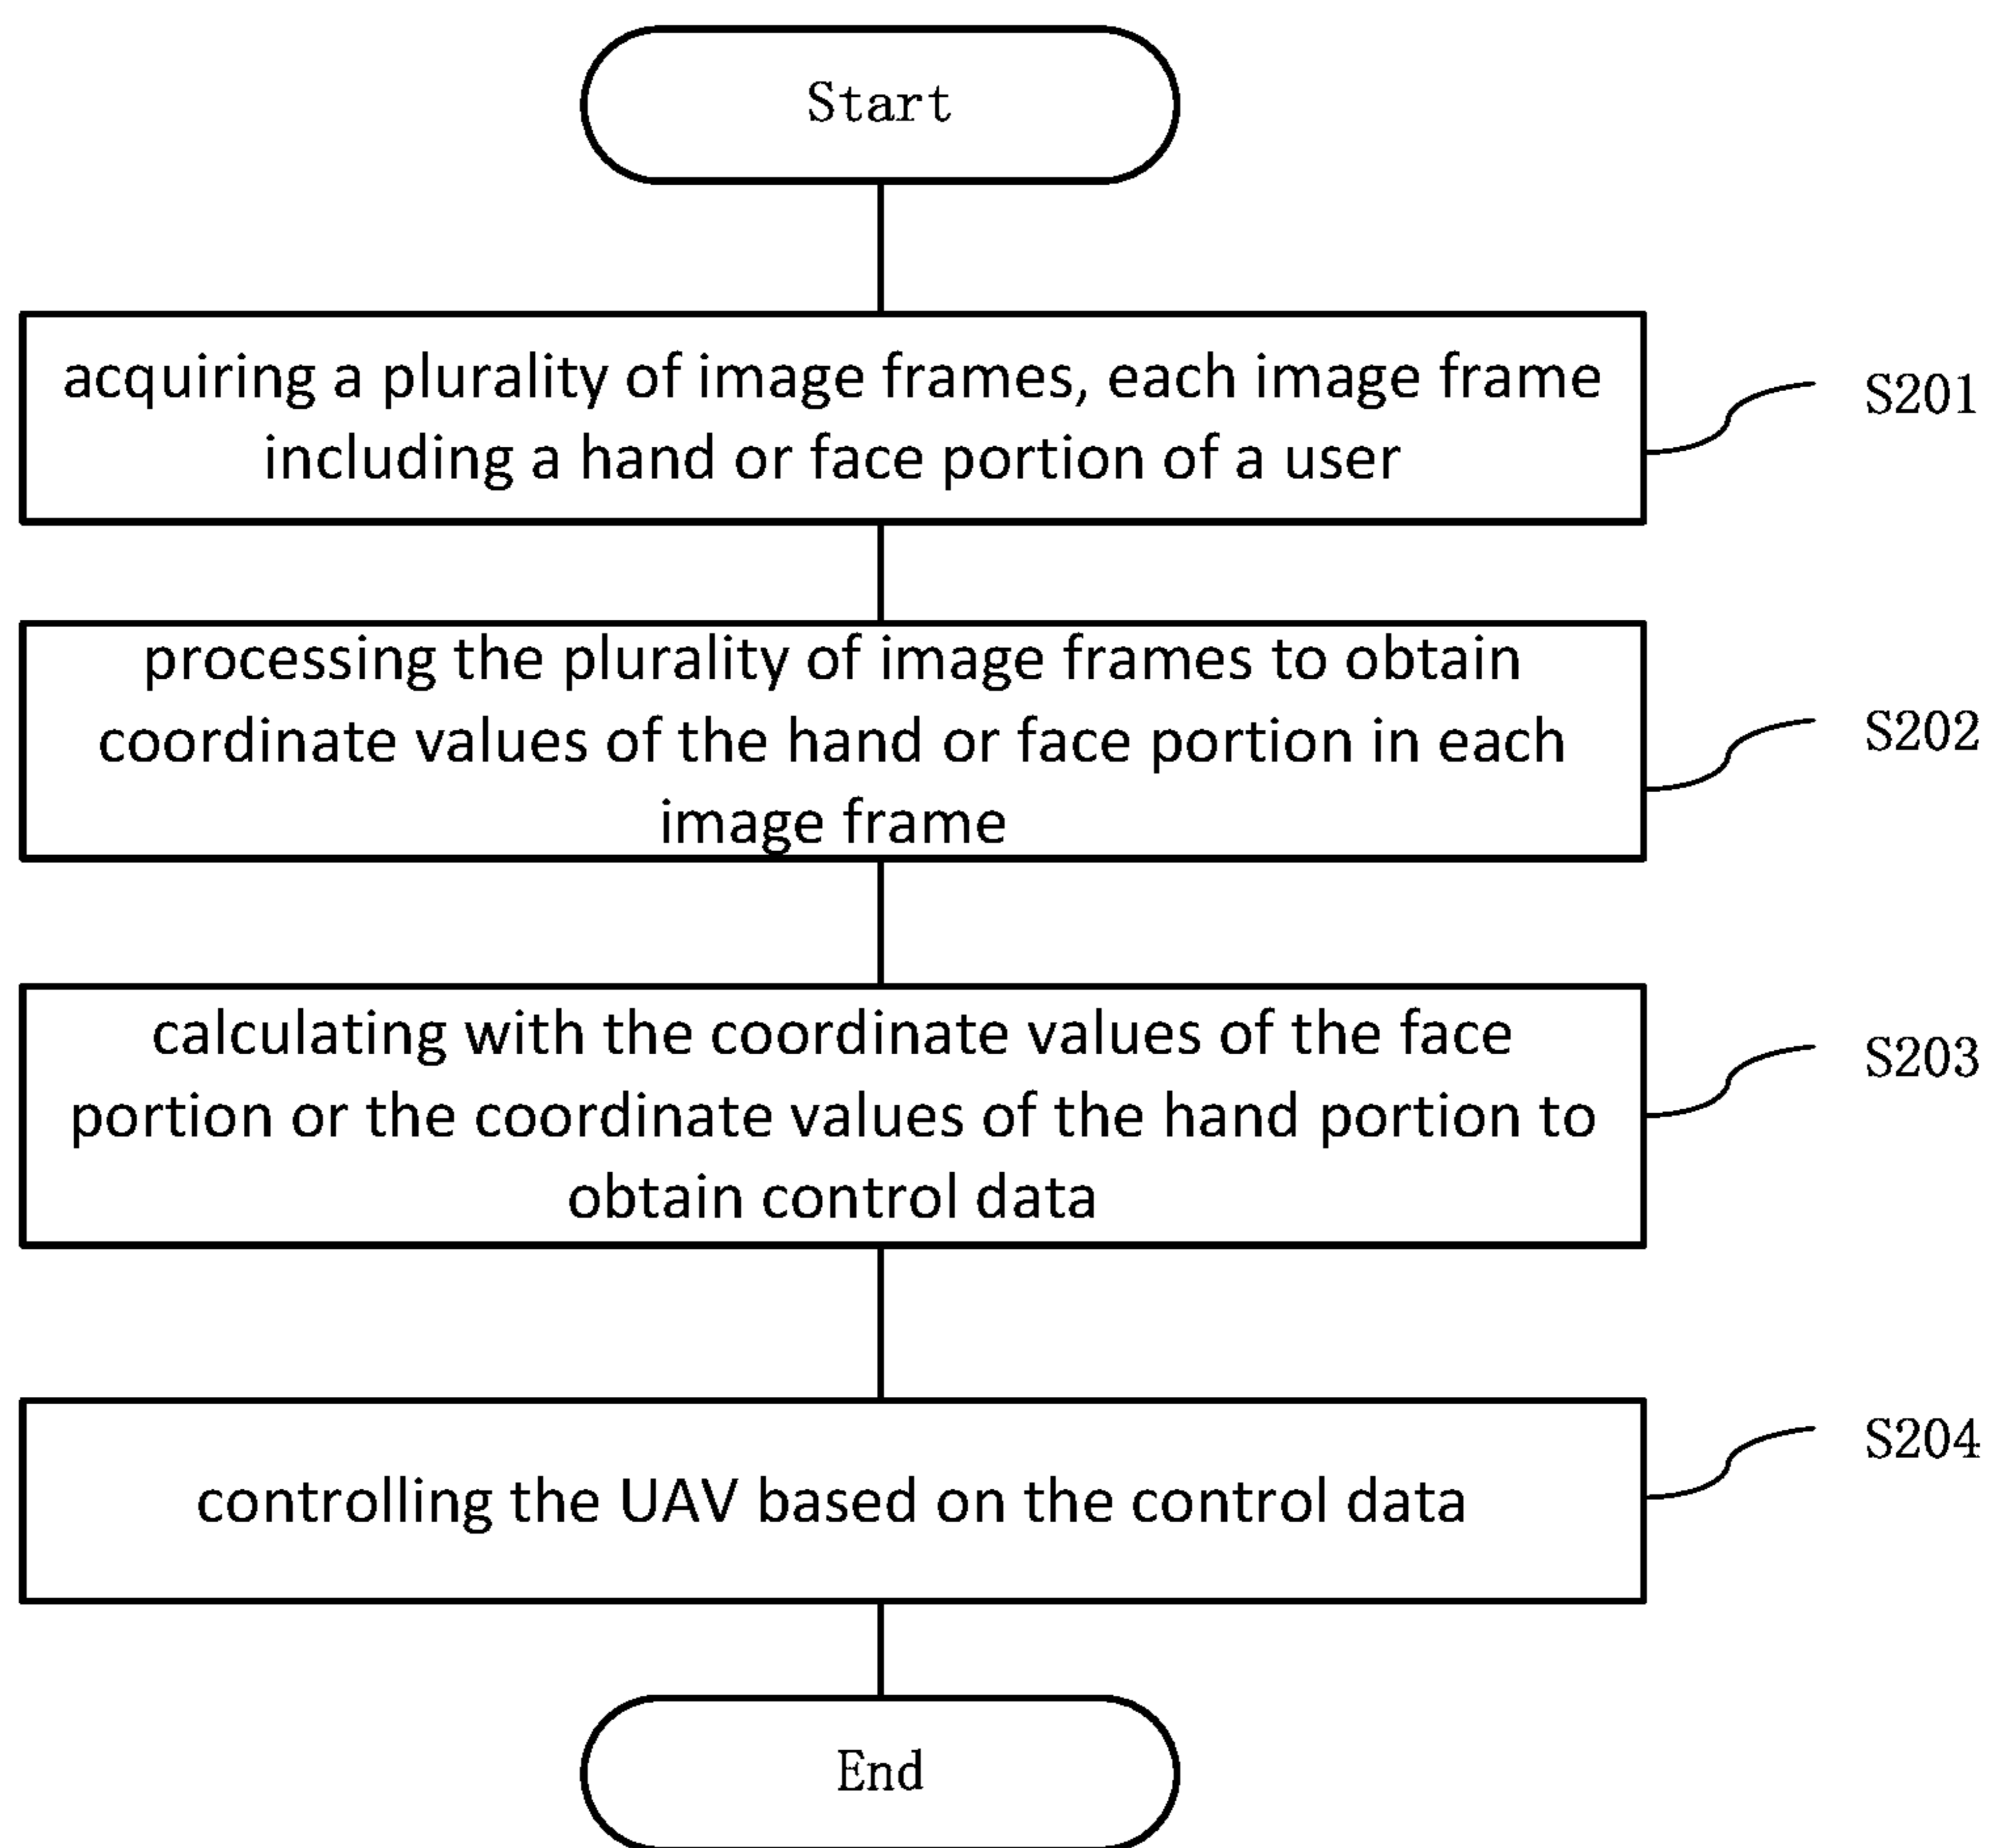 Start
acquiring a plurality of image frames, each image frame
including a hand or face portion of a user
S201
processing the plurality of image frames to obtain
coordinate values of the hand or face portion in each
image frame
S202
calculating with the coordinate values of the face
portion or the coordinate values of the hand portion to
obtain control data
S203
controlling the UAV based on the control data
S204
End